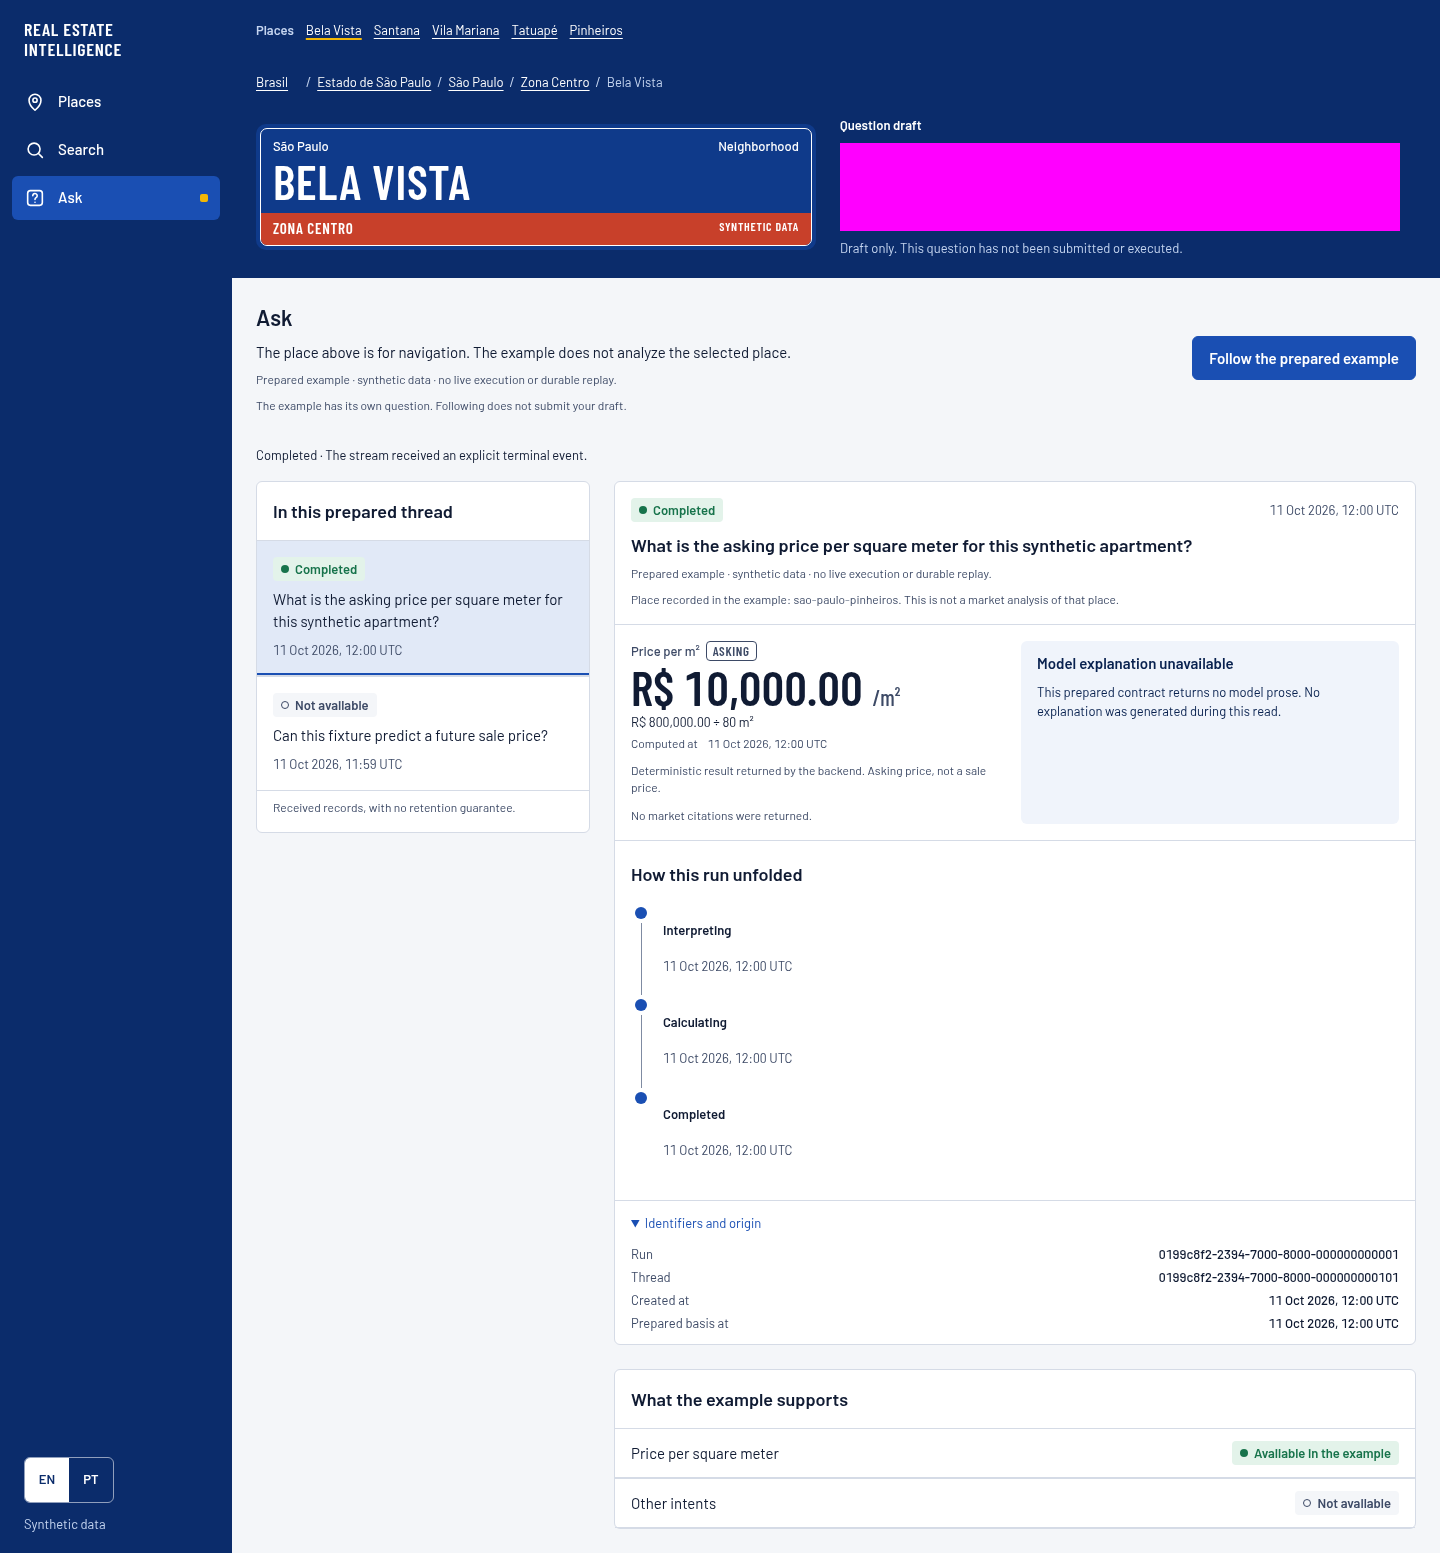 REAL ESTATE
INTELLIGENCE
Places
Search
Ask
EN PT
Synthetic data
Places Bela Vista Santana Vila Mariana Tatuapé Pinheiros
Brasil / Estado de São Paulo / São Paulo / Zona Centro / Bela Vista
São Paulo Neighborhood
BELA VISTA
ZONA CENTRO SYNTHETIC DATA
Question draft
Draft only. This question has not been submitted or executed.
Ask
The place above is for navigation. The example does not analyze the selected place.
Prepared example · synthetic data · no live execution or durable replay.
The example has its own question. Following does not submit your draft.
Follow the prepared example
Completed · The stream received an explicit terminal event.
In this prepared thread
Completed
What is the asking price per square meter for
this synthetic apartment?
11 Oct 2026, 12:00 UTC
Not available
Can this fixture predict a future sale price?
11 Oct 2026, 11:59 UTC
Received records, with no retention guarantee.
Completed 11 Oct 2026, 12:00 UTC
What is the asking price per square meter for this synthetic apartment?
Prepared example · synthetic data · no live execution or durable replay.
Place recorded in the example: sao-paulo-pinheiros. This is not a market analysis of that place.
Price per m² ASKING
R$ 10,000.00 /m²
R$ 800,000.00 ÷ 80 m²
Computed at 11 Oct 2026, 12:00 UTC
Deterministic result returned by the backend. Asking price, not a sale
price.
No market citations were returned.
Model explanation unavailable
This prepared contract returns no model prose. No
explanation was generated during this read.
How this run unfolded
Interpreting
11 Oct 2026, 12:00 UTC
Calculating
11 Oct 2026, 12:00 UTC
Completed
11 Oct 2026, 12:00 UTC
▼ Identifiers and origin
Run 0199c8f2-2394-7000-8000-000000000001
Thread 0199c8f2-2394-7000-8000-000000000101
Created at 11 Oct 2026, 12:00 UTC
Prepared basis at 11 Oct 2026, 12:00 UTC
What the example supports
Price per square meter Available in the example
Other intents Not available